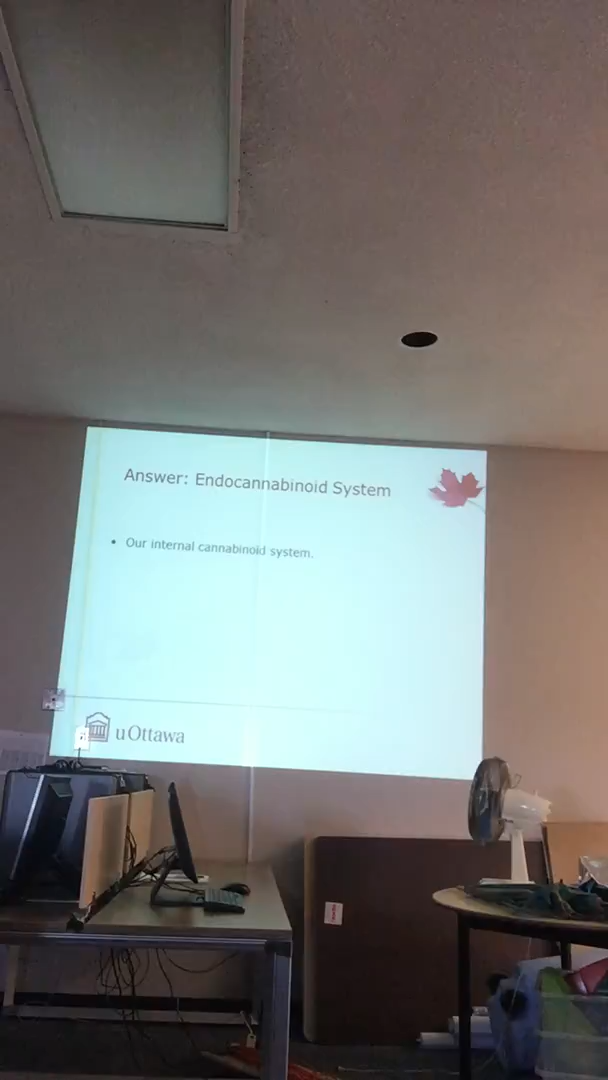 Answer: Endocannabinoid System
• Our internal cannabinoid system.
uOttawa